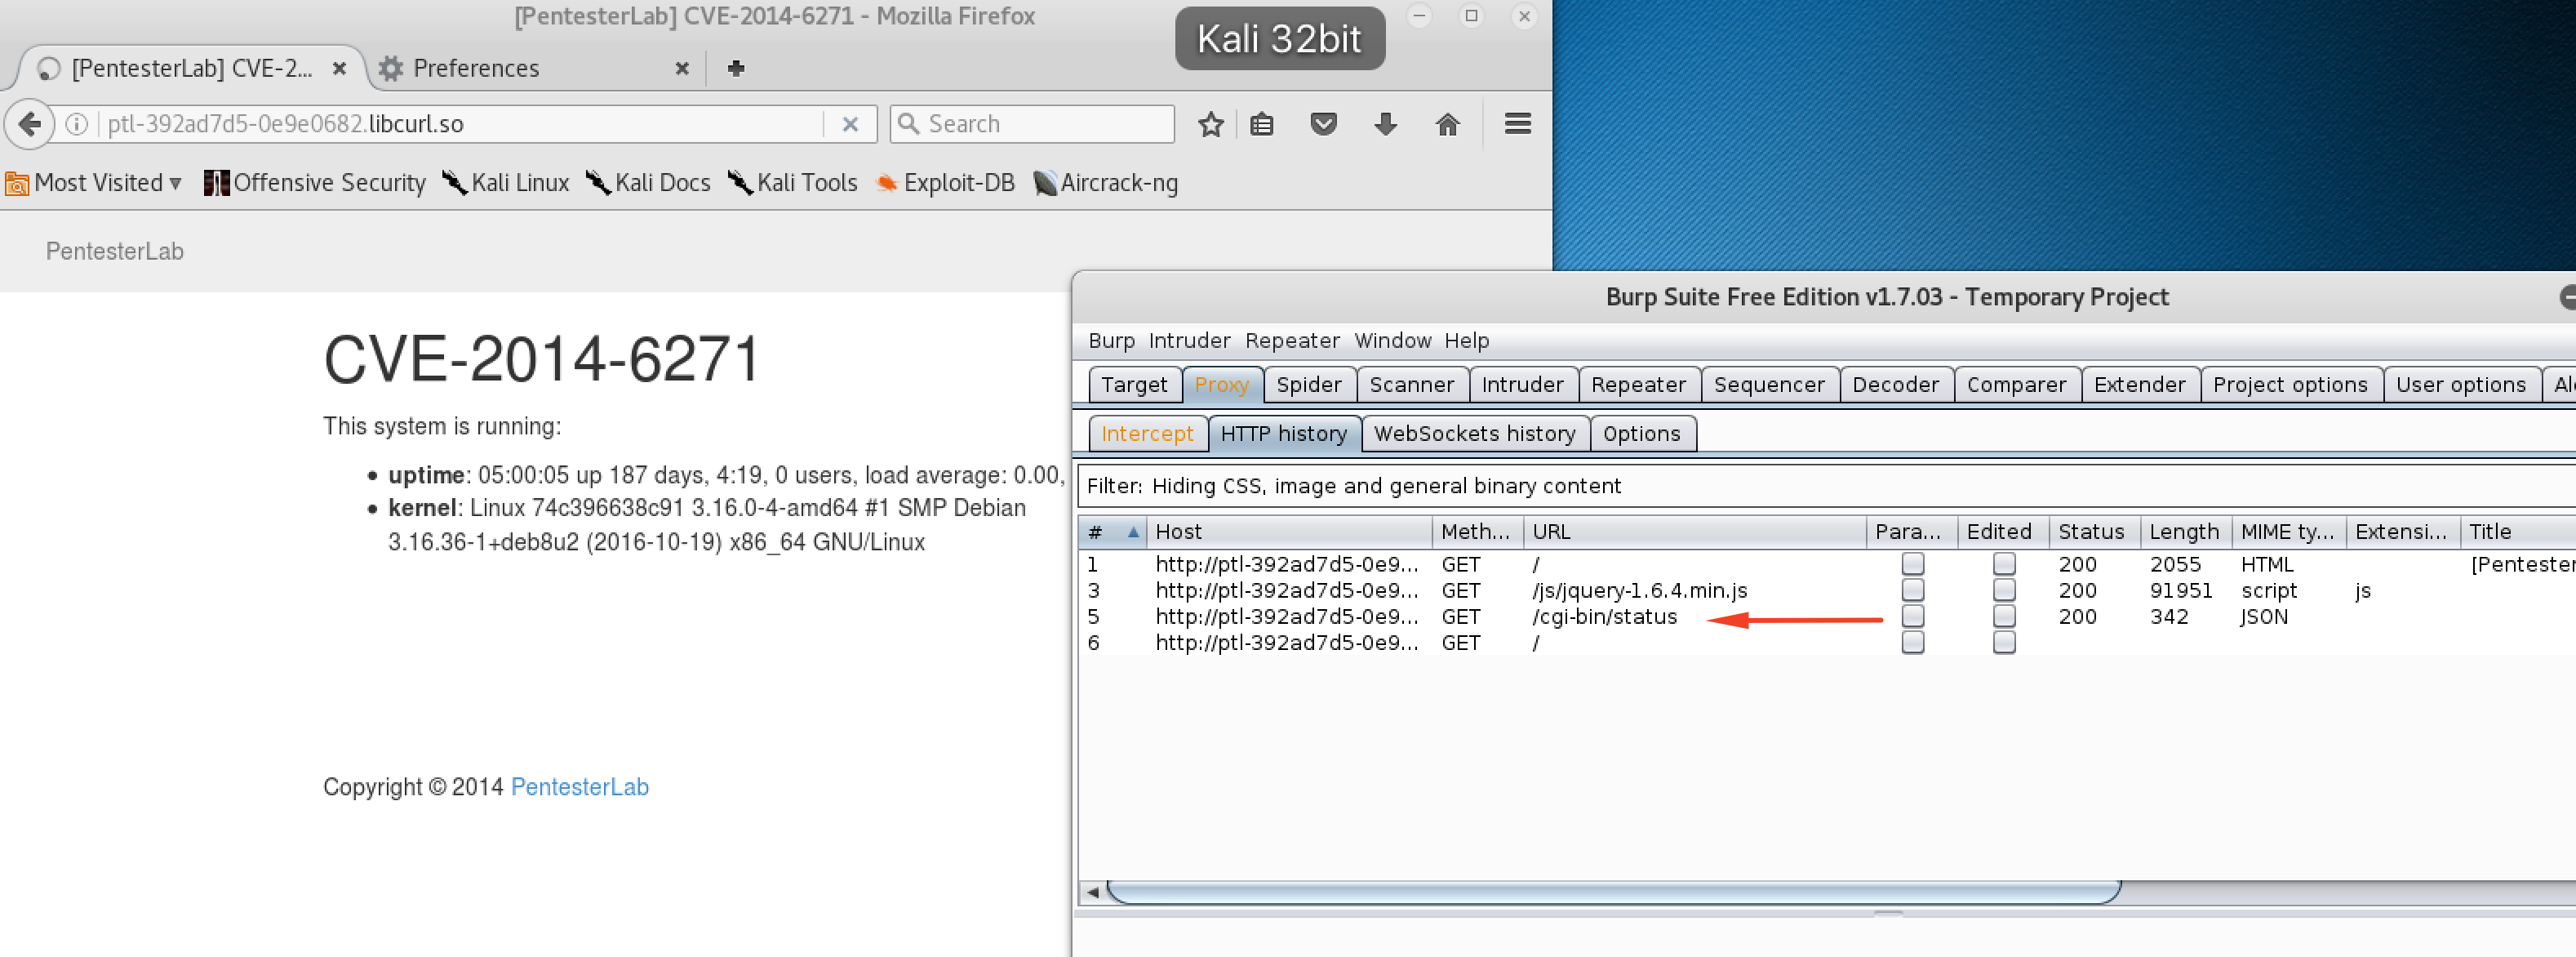 [PentesterLab] CVE-2014-6271 - Mozilla Firefox
Kali 32bit
[PentesterLab] CVE-2...
Preferences
ptl-392ad7d5-0e9e0682.libcurl.so
Search
Most Visited
Offensive Security
Kali Linux
Kali Docs
Kali Tools
Exploit-DB
Aircrack-ng
PentesterLab
CVE-2014-6271
This system is running:
• uptime: 05:00:05 up 187 days, 4:19, 0 users, load average: 0.00,
• kernel: Linux 74c396638c91 3.16.0-4-amd64 #1 SMP Debian
3.16.36-1+deb8u2 (2016-10-19) x86_64 GNU/Linux
Copyright © 2014 PentesterLab
Burp Suite Free Edition v1.7.03 - Temporary Project
Burp Intruder Repeater Window Help
Target Proxy Spider Scanner Intruder Repeater Sequencer Decoder Comparer Extender Project options User options
Intercept HTTP history WebSockets history Options
Filter: Hiding CSS, image and general binary content
# Host Meth... URL Para... Edited Status Length MIME ty... Extensi... Title
1 http://ptl-392ad7d5-0e9... GET / 200 2055 HTML [Pentester
3 http://ptl-392ad7d5-0e9... GET /js/jquery-1.6.4.min.js 200 91951 script js
5 http://ptl-392ad7d5-0e9... GET /cgi-bin/status 200 342 JSON
6 http://ptl-392ad7d5-0e9... GET /